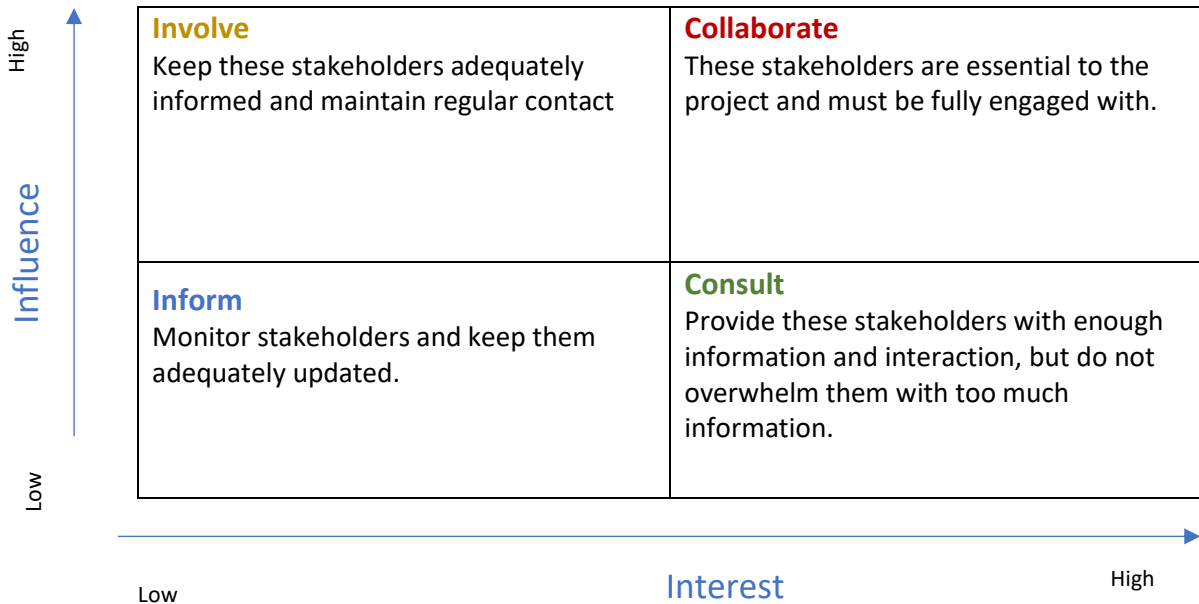 High
Influence
Low
Involve
Keep these stakeholders adequately
informed and maintain regular contact
Collaborate
These stakeholders are essential to the
project and must be fully engaged with.
Inform
Monitor stakeholders and keep them
adequately updated.
Consult
Provide these stakeholders with enough
information and interaction, but do not
overwhelm them with too much
information.
Low
Interest
High